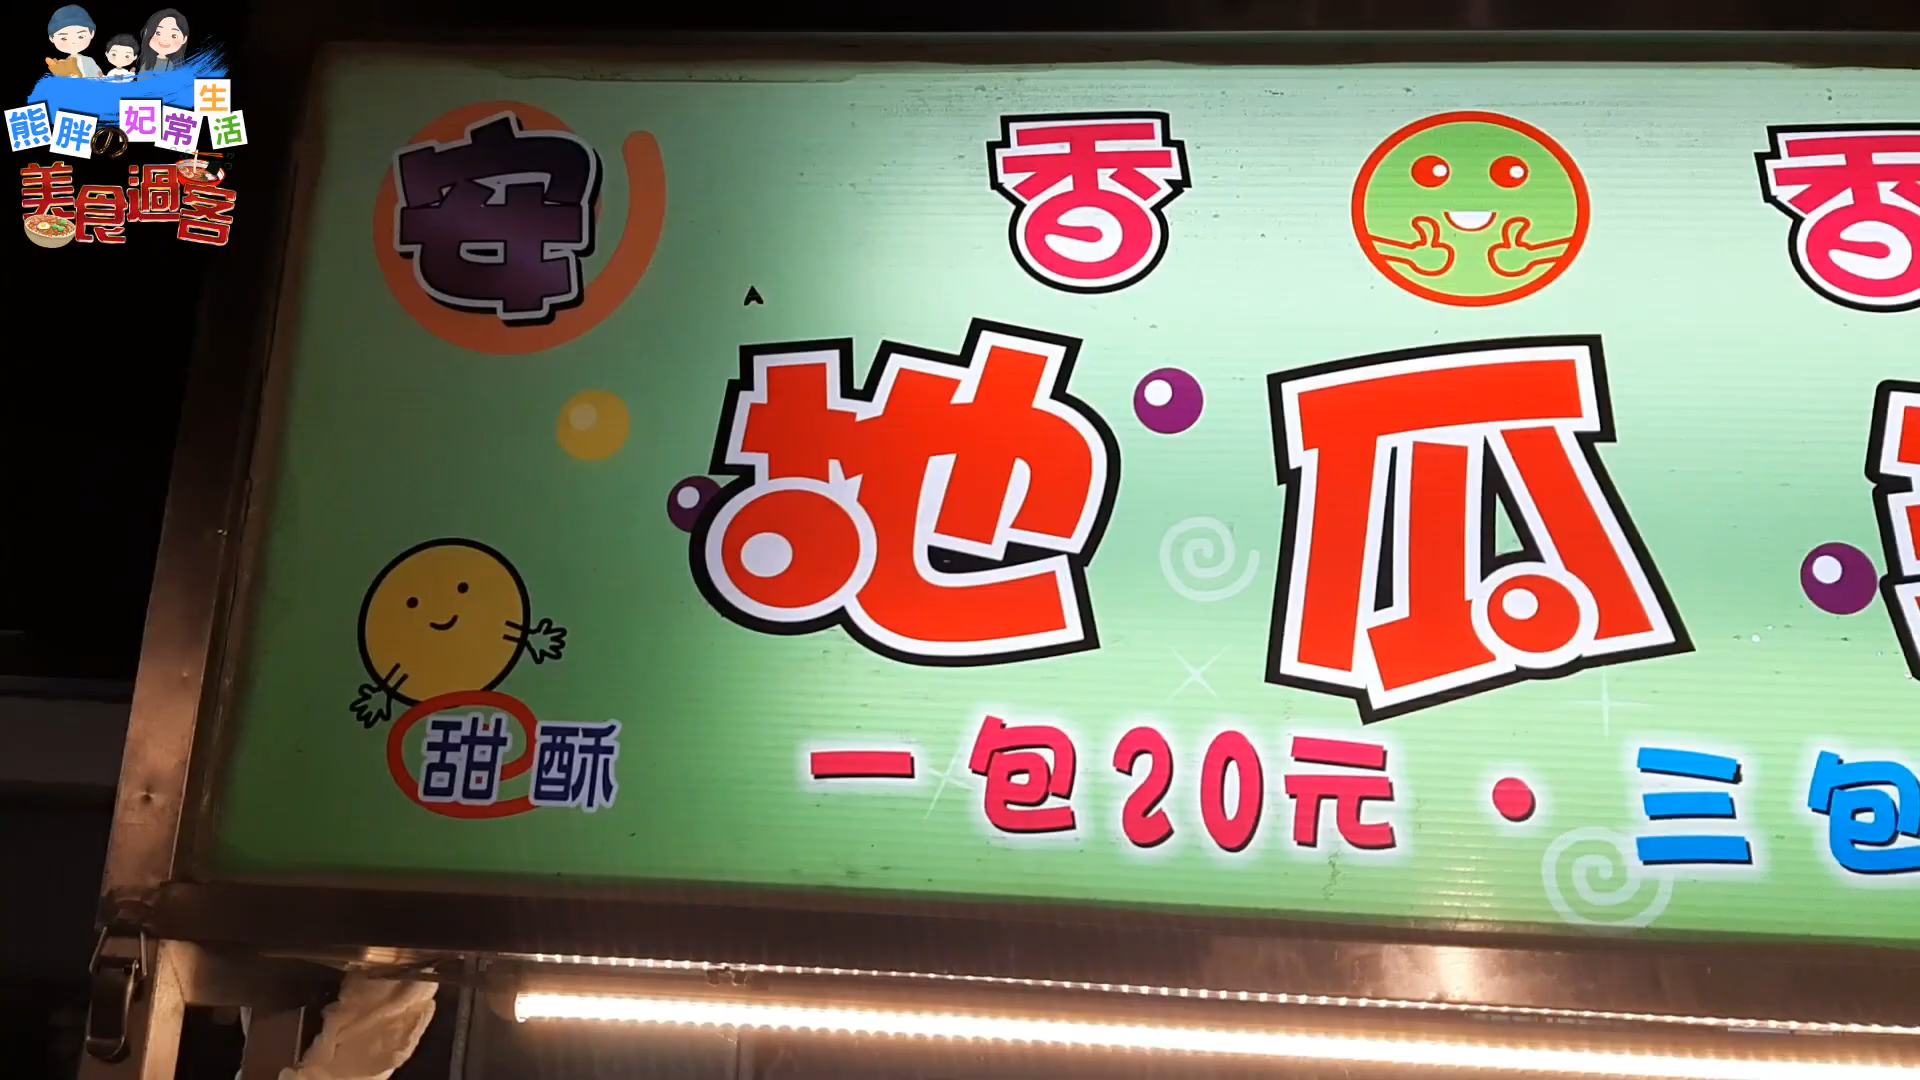 熊胖の妃常生活
美食過客
安
香 香
地瓜
甜酥
一包20元・三包